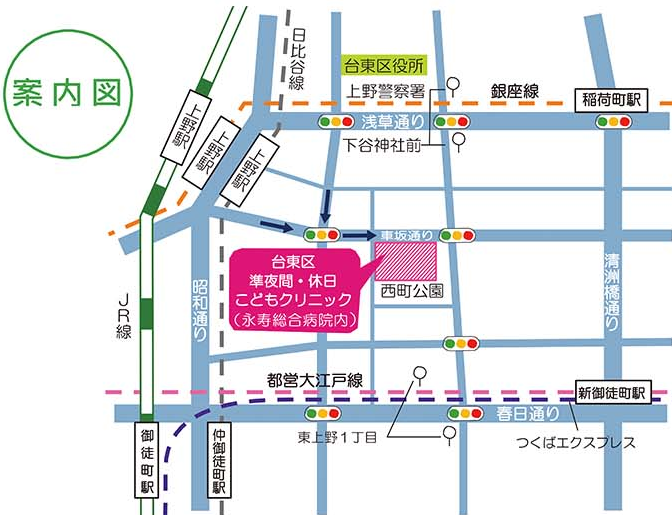 案内図
日比谷線
台東区役所
上野警察署
銀座線
稲荷町駅
浅草通り
下谷神社前
上野駅
上野駅
上野駅
車坂通り
台東区
準夜間・休日
こどもクリニック
(永寿総合病院内)
西町公園
清洲橋通り
昭和通り
JR線
都営大江戸線
新御徒町駅
春日通り
東上野1丁目
つくばエクスプレス
御徒町駅
仲御徒町駅